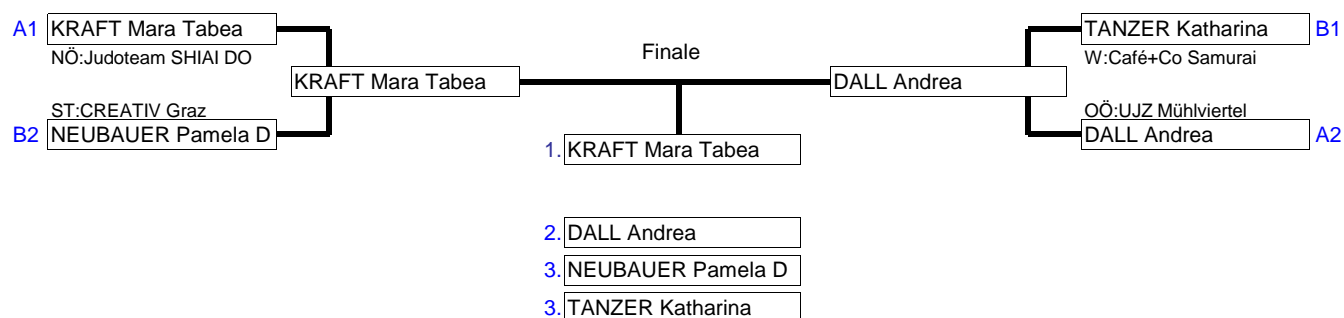 A1 KRAFT Mara Tabea
NÖ:Judoteam SHIAI DO
KRAFT Mara Tabea
ST:CREATIV Graz
B2 NEUBAUER Pamela D
Finale
TANZER Katharina B1
W:Café+Co Samurai
DALL Andrea
OÖ:UJZ Mühlviertel
DALL Andrea A2
1. KRAFT Mara Tabea
2. DALL Andrea
3. NEUBAUER Pamela D
3. TANZER Katharina